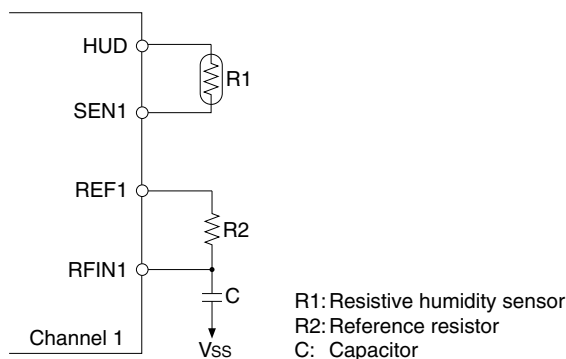 HUD
R1
SEN1
REF1
R2
RFIN1
C
Channel 1
VSS
R1: Resistive humidity sensor
R2: Reference resistor
C: Capacitor